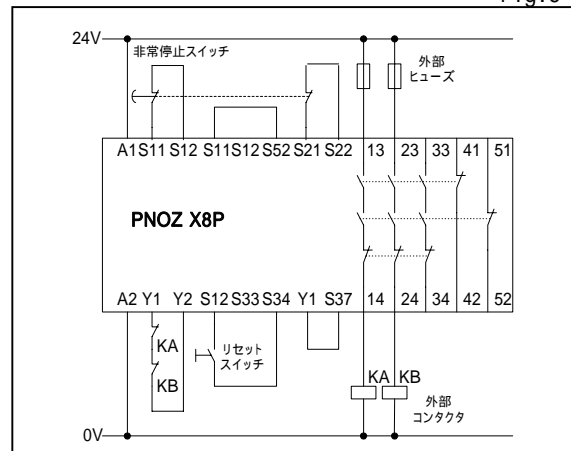 24V
非常停止スイッチ
外部
ヒューズ
A1 S11 S12 S11 S12 S52 S21 S22 13 23 33 41 51
PNOZ X8P
A2 Y1 Y2 S12 S33 S34 Y1 S37 14 24 34 42 52
KA
KB
リセット
スイッチ
KA KB
外部
コンタクタ
0V